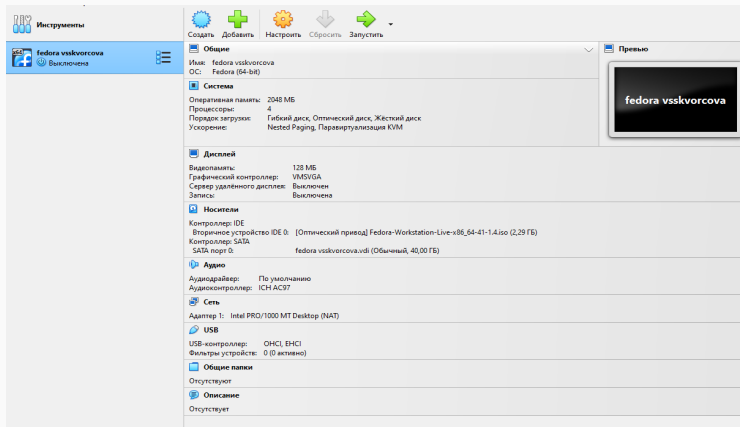 Инструменты
x64
fedora vsskvorcova
Выключена
Создать Добавить Настроить Сбросить Запустить
Общие
Имя: fedora vsskvorcova
ОС: Fedora (64-bit)
Система
Оперативная память: 2048 МБ
Процессоры: 4
Порядок загрузки: Гибкий диск, Оптический диск, Жёсткий диск
Ускорение: Nested Paging, Паравиртуализация KVM
Превью
fedora vsskvorcova
Дисплей
Видеопамять: 128 МБ
Графический контроллер: VMSVGA
Сервер удалённого дисплея: Выключен
Запись: Выключена
Носители
Контроллер: IDE
Вторичное устройство IDE 0: [Оптический привод] Fedora-Workstation-Live-x86_64-41-1.4.iso (2,29 ГБ)
Контроллер: SATA
SATA порт 0: fedora vsskvorcova.vdi (Обычный, 40,00 ГБ)
Аудио
Аудиодрайвер: По умолчанию
Аудиоконтроллер: ICH AC97
Сеть
Адаптер 1: Intel PRO/1000 MT Desktop (NAT)
USB
USB-контроллер: OHCI, EHCI
Фильтры устройств: 0 (0 активно)
Общие папки
Отсутствуют
Описание
Отсутствует